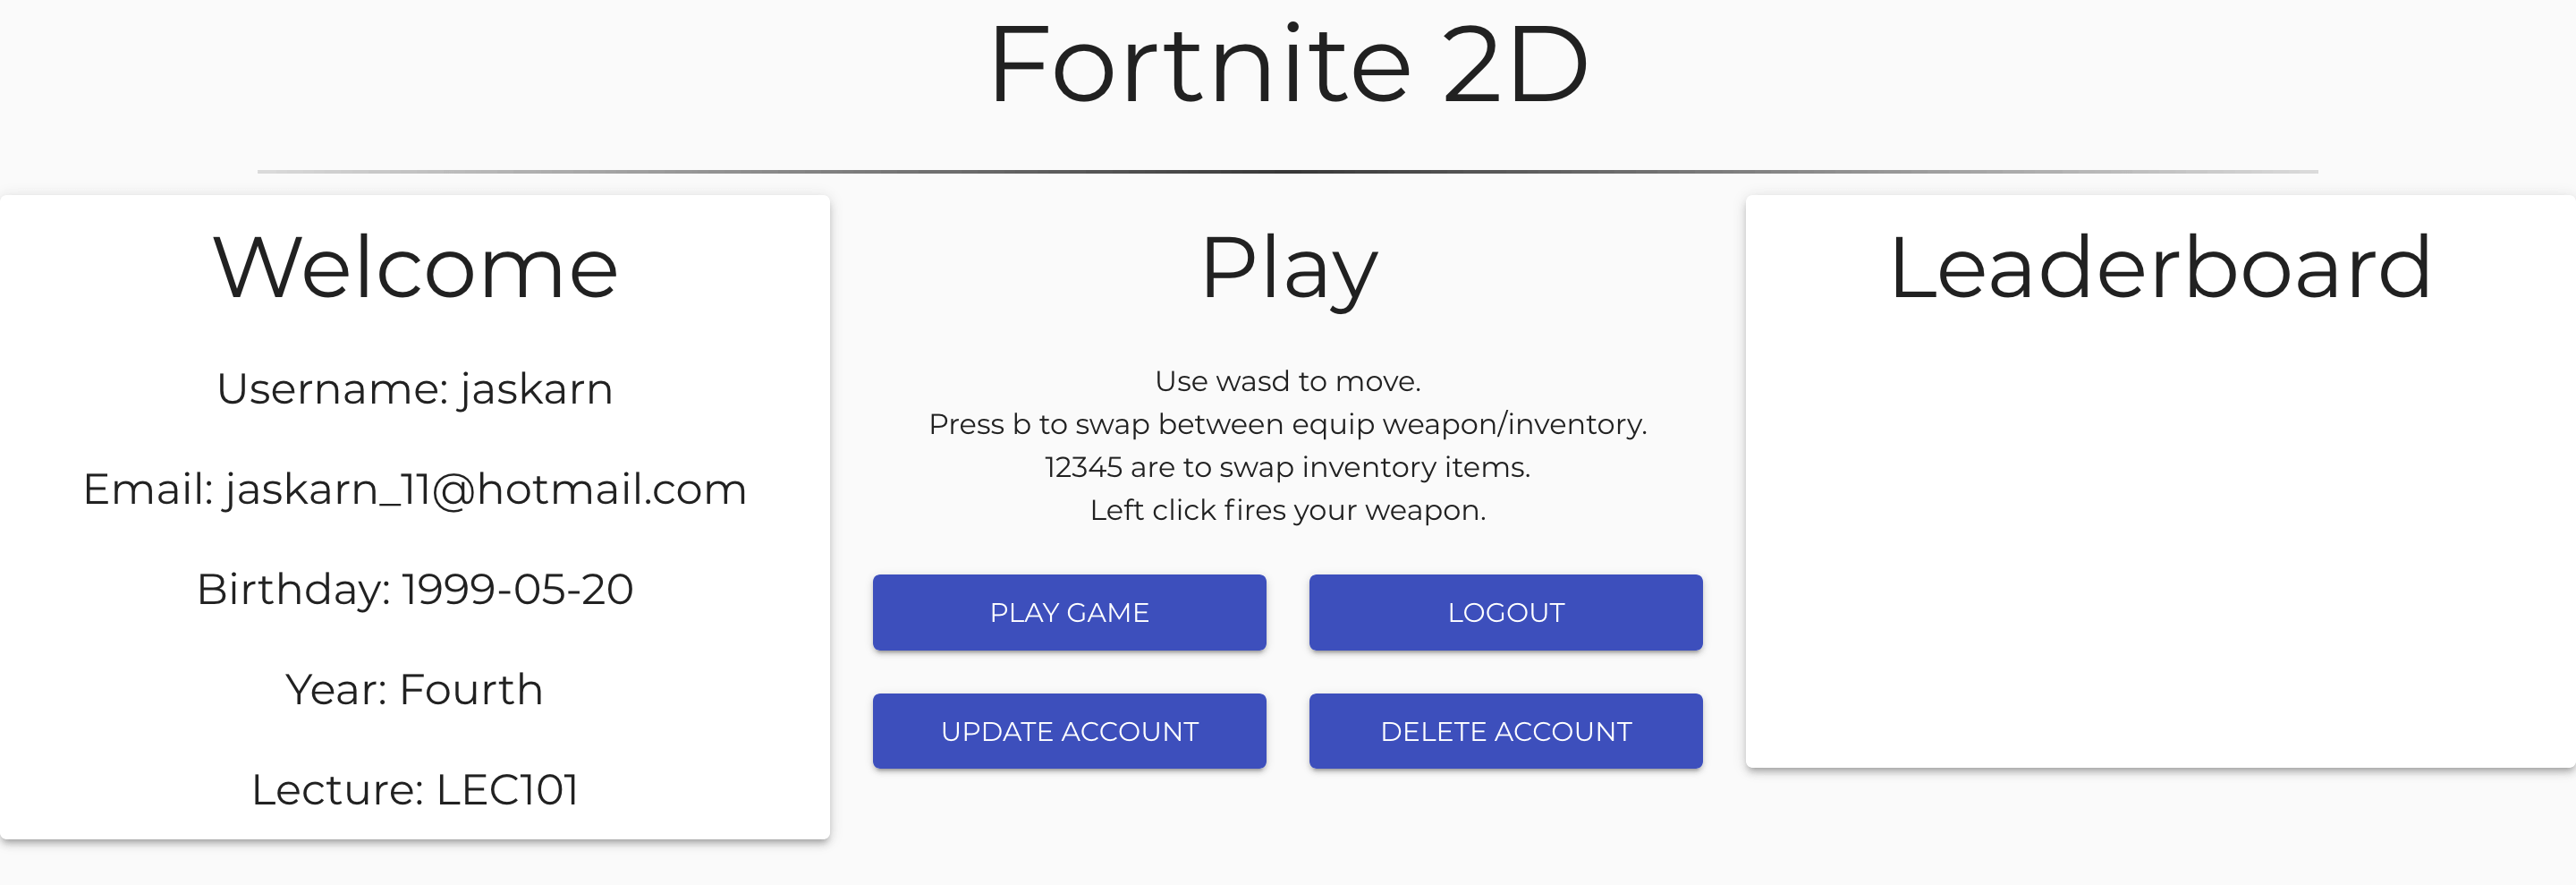 Fortnite 2D
Welcome
Username: jaskarn
Email: jaskarn_11@hotmail.com
Birthday: 1999-05-20
Year: Fourth
Lecture: LEC101
Play
Use wasd to move.
Press b to swap between equip weapon/inventory.
12345 are to swap inventory items.
Left click fires your weapon.
PLAY GAME
LOGOUT
UPDATE ACCOUNT
DELETE ACCOUNT
Leaderboard